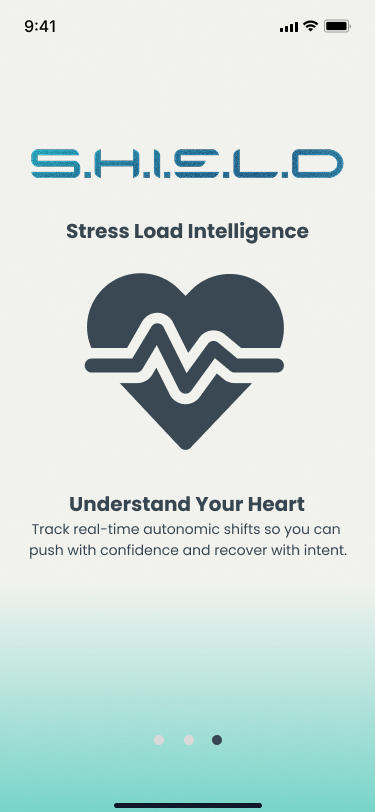 9:41
S.H.I.E.L.D
Stress Load Intelligence
Understand Your Heart
Track real-time autonomic shifts so you can
push with confidence and recover with intent.